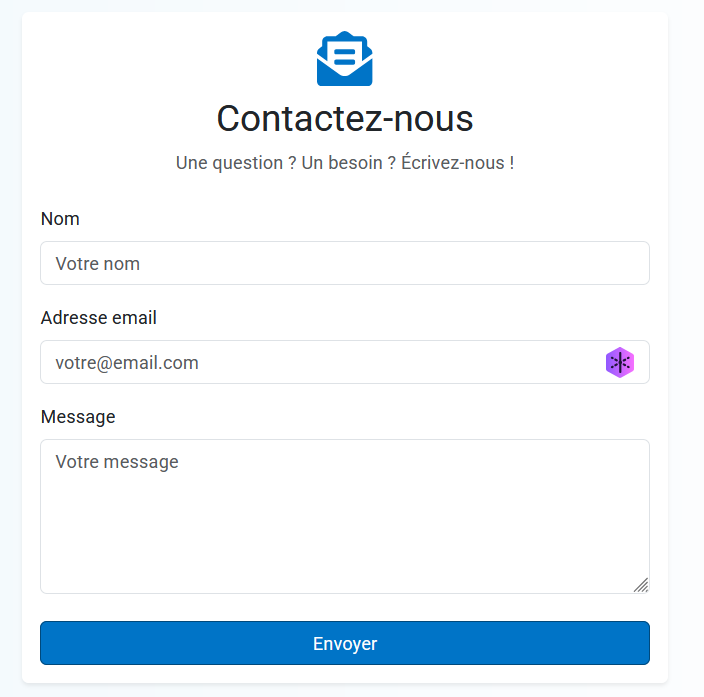 Contactez-nous
Une question ? Un besoin ? Écrivez-nous !
Nom
Votre nom
Adresse email
votre@email.com
Message
Votre message
Envoyer